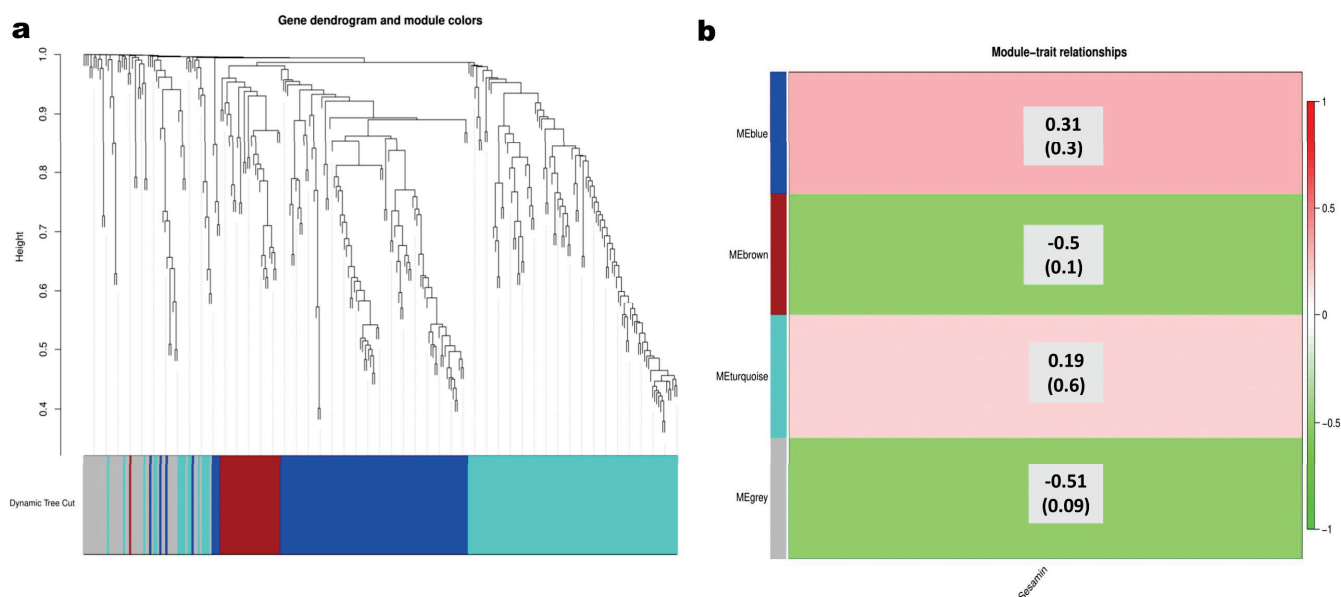 a
Gene dendrogram and module colors
Height
1.0
0.9
0.8
0.7
0.6
0.5
0.4
Dynamic Tree Cut
b
Module-trait relationships
MEblue
0.31
(0.3)
MEbrown
-0.5
(0.1)
MEturquoise
0.19
(0.6)
MEgrey
-0.51
(0.09)
1
0.5
0
-0.5
-1
Sesamin